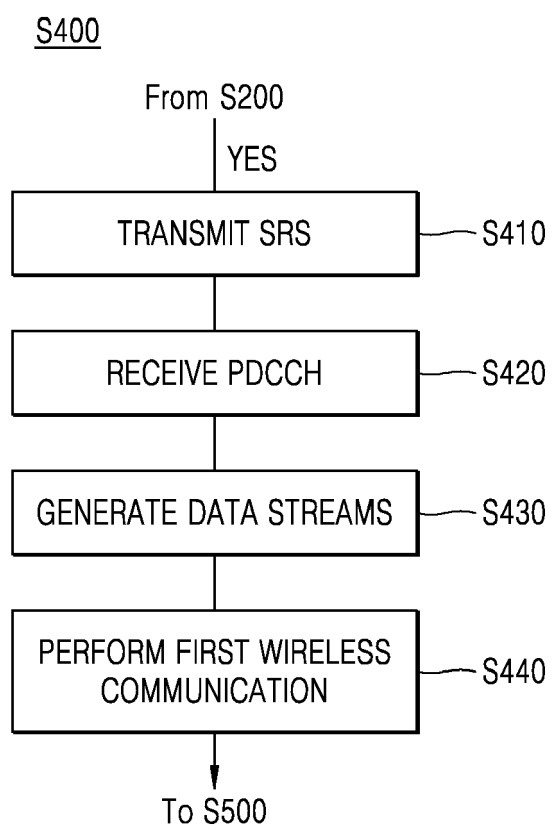 S400
From S200
YES
TRANSMIT SRS
S410
RECEIVE PDCCH
S420
GENERATE DATA STREAMS
S430
PERFORM FIRST WIRELESS
COMMUNICATION
S440
To S500